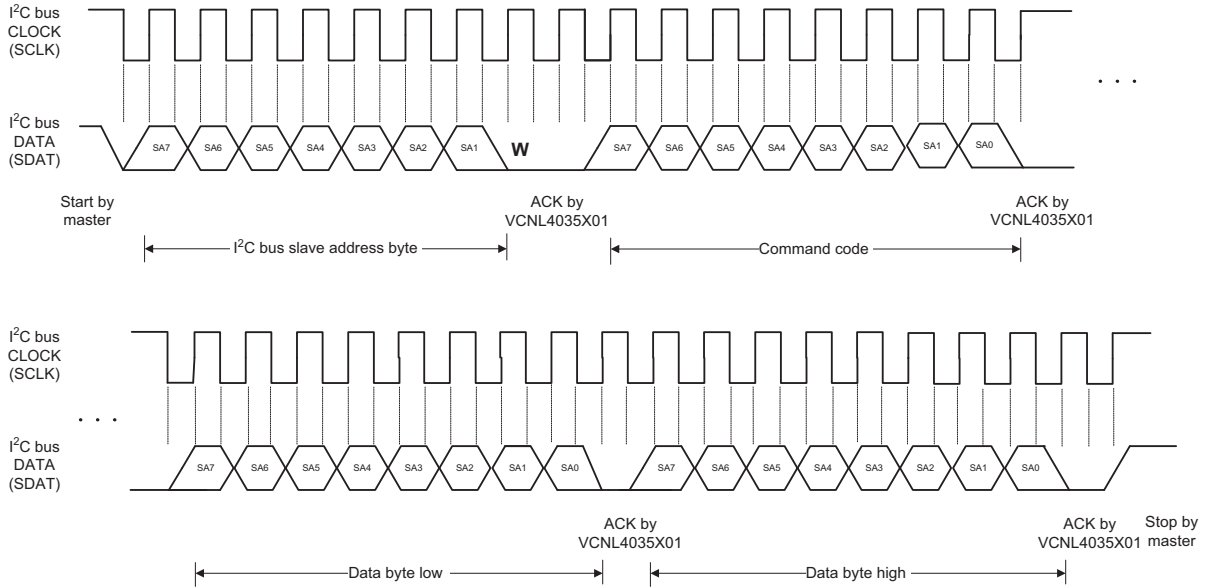 I²C bus
CLOCK
(SCLK)
. . .
I²C bus
DATA
(SDAT)
SA7 SA6 SA5 SA4 SA3 SA2 SA1 W SA7 SA6 SA5 SA4 SA3 SA2 SA1 SA0
Start by
master
ACK by
VCNL4035X01
ACK by
VCNL4035X01
I²C bus slave address byte
Command code
I²C bus
CLOCK
(SCLK)
. . .
I²C bus
DATA
(SDAT)
SA7 SA6 SA5 SA4 SA3 SA2 SA1 SA0 SA7 SA6 SA5 SA4 SA3 SA2 SA1 SA0
ACK by
VCNL4035X01
ACK by
VCNL4035X01
Stop by
master
Data byte low
Data byte high